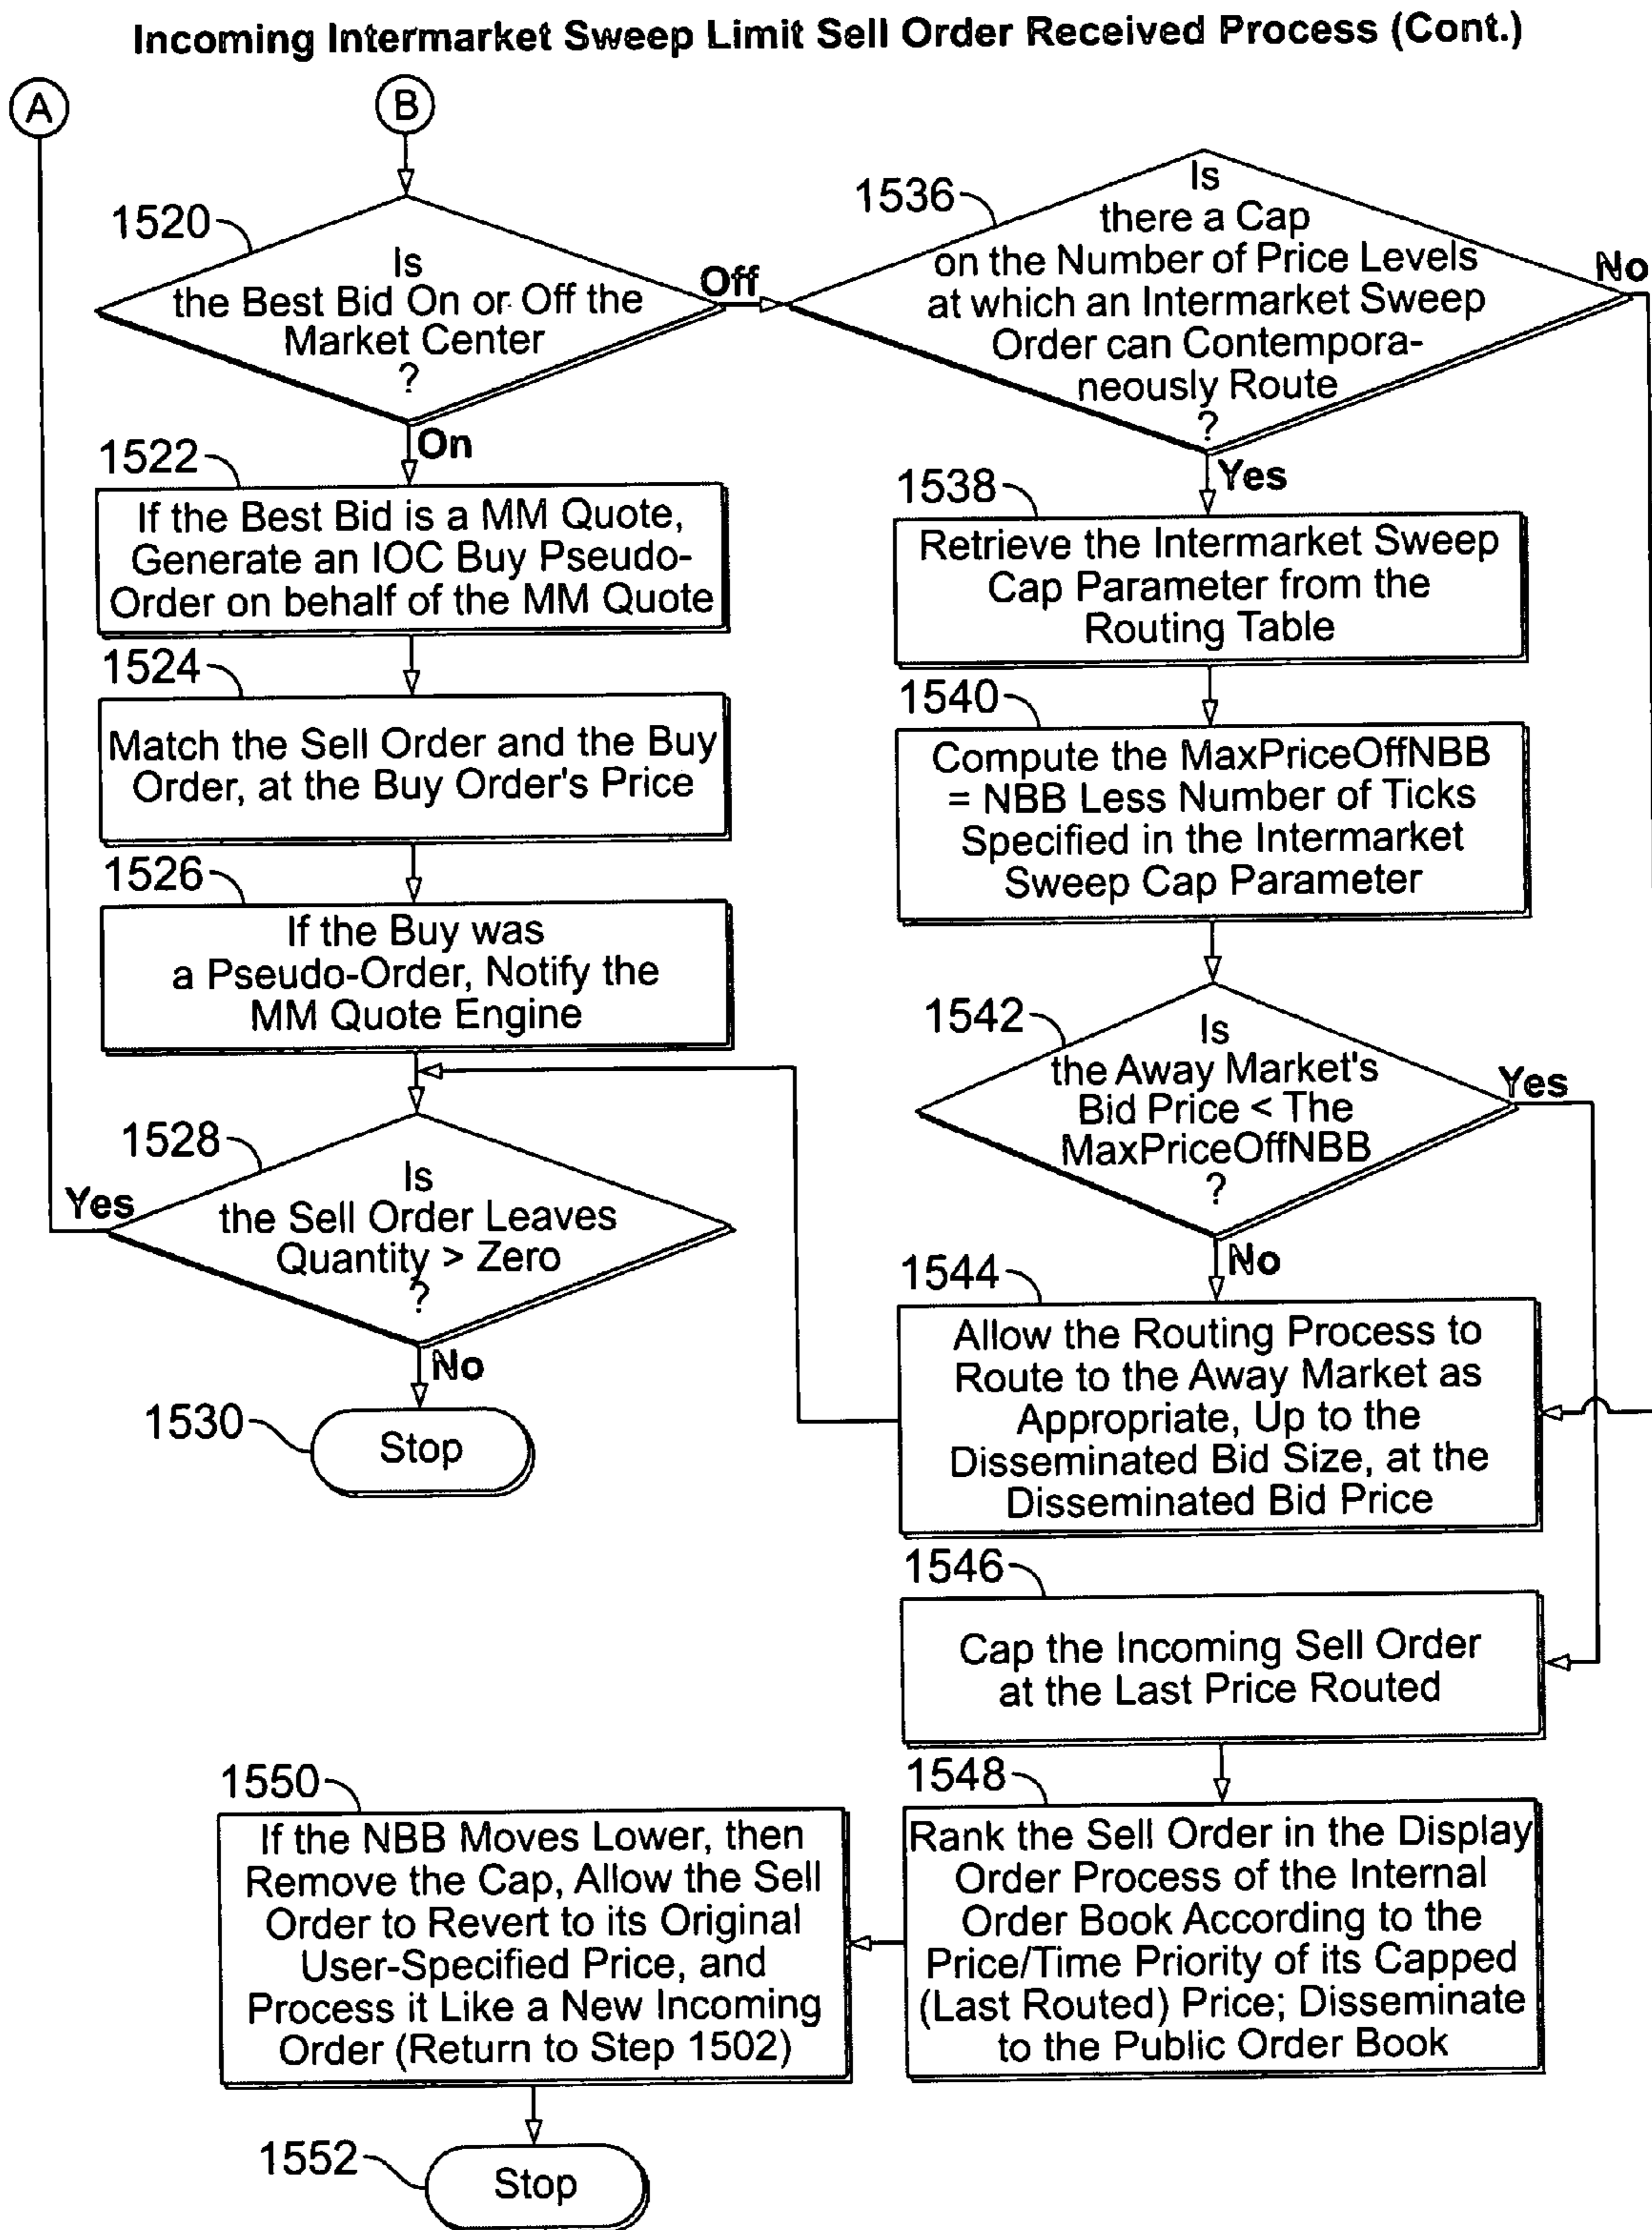 Incoming Intermarket Sweep Limit Sell Order Received Process (Cont.)
A
B
1520
Is
the Best Bid On or Off the
Market Center
?
Off
On
1522
If the Best Bid is a MM Quote,
Generate an IOC Buy Pseudo-
Order on behalf of the MM Quote
1524
Match the Sell Order and the Buy
Order, at the Buy Order's Price
1526
If the Buy was
a Pseudo-Order, Notify the
MM Quote Engine
1528
Is
the Sell Order Leaves
Quantity > Zero
?
Yes
No
1530
Stop
1536
Is
there a Cap
on the Number of Price Levels
at which an Intermarket Sweep
Order can Contempora-
neously Route
?
No
Yes
1538
Retrieve the Intermarket Sweep
Cap Parameter from the
Routing Table
1540
Compute the MaxPriceOffNBB
= NBB Less Number of Ticks
Specified in the Intermarket
Sweep Cap Parameter
1542
Is
the Away Market's
Bid Price < The
MaxPriceOffNBB
?
Yes
No
1544
Allow the Routing Process to
Route to the Away Market as
Appropriate, Up to the
Disseminated Bid Size, at the
Disseminated Bid Price
1546
Cap the Incoming Sell Order
at the Last Price Routed
1548
Rank the Sell Order in the Display
Order Process of the Internal
Order Book According to the
Price/Time Priority of its Capped
(Last Routed) Price; Disseminate
to the Public Order Book
1550
If the NBB Moves Lower, then
Remove the Cap, Allow the Sell
Order to Revert to its Original
User-Specified Price, and
Process it Like a New Incoming
Order (Return to Step 1502)
1552
Stop